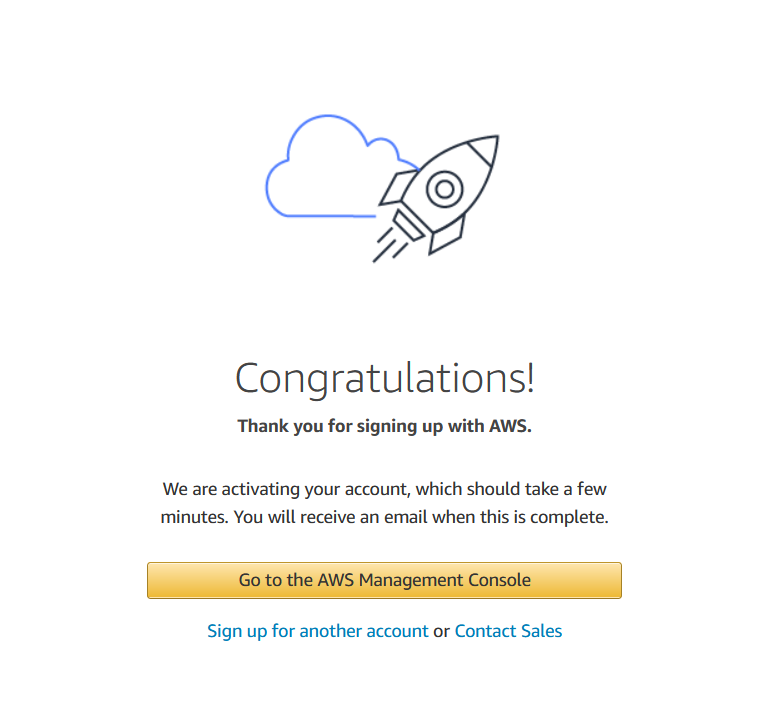 Congratulations!
Thank you for signing up with AWS.
We are activating your account, which should take a few
minutes. You will receive an email when this is complete.
Go to the AWS Management Console
Sign up for another account or Contact Sales